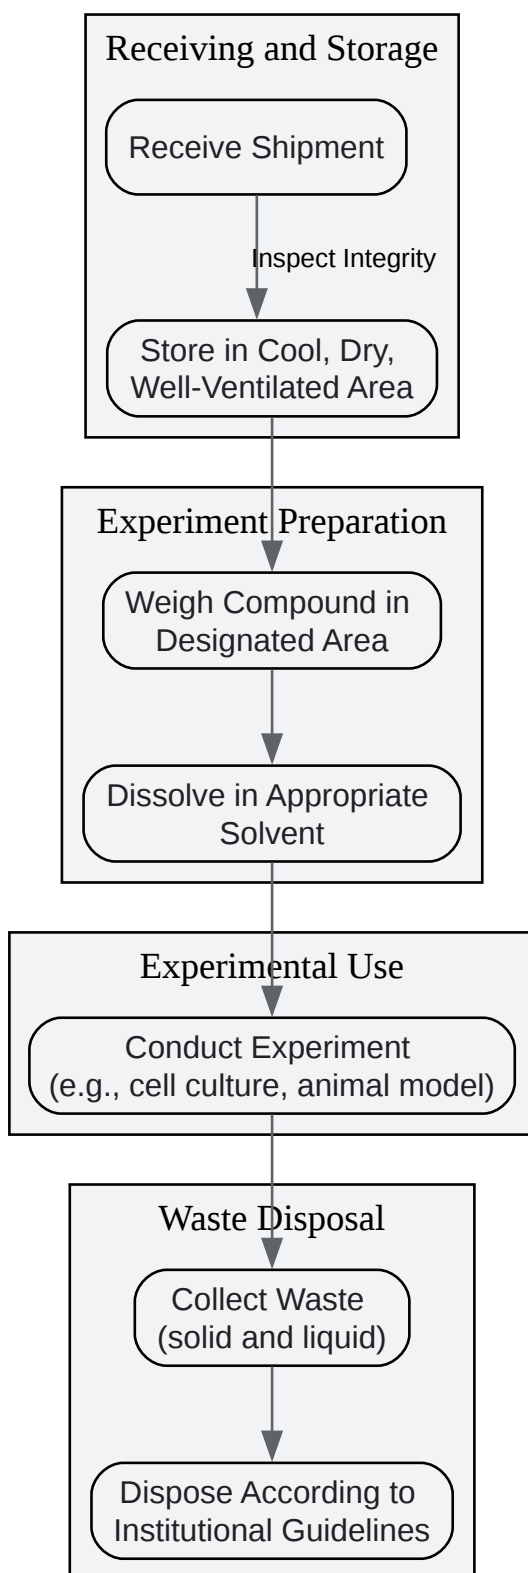 Receiving and Storage
Receive Shipment
Inspect Integrity
Store in Cool, Dry,
Well-Ventilated Area
Experiment Preparation
Weigh Compound in
Designated Area
Dissolve in Appropriate
Solvent
Experimental Use
Conduct Experiment
(e.g., cell culture, animal model)
Waste Disposal
Collect Waste
(solid and liquid)
Dispose According to
Institutional Guidelines